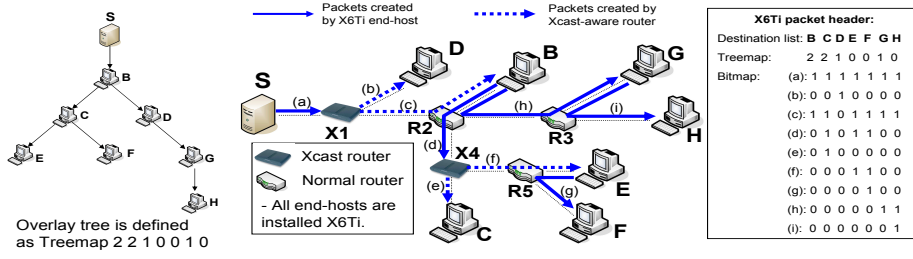 S
B
C
D
E
F
G
H
Overlay tree is defined
as Treemap 2 2 1 0 0 1 0
Packets created
by X6Ti end-host
Packets created by
Xcast-aware router
S
(a)
X1
(b)
D
(c)
R2
B
(h)
R3
G
(i)
H
(d)
X4
(f)
R5
E
(e)
(g)
C
F
Xcast router
Normal router
- All end-hosts are
installed X6Ti.
X6Ti packet header:
Destination list: B C D E F G H
Treemap: 2 2 1 0 0 1 0
Bitmap: (a): 1 1 1 1 1 1 1
(b): 0 0 1 0 0 0 0
(c): 1 1 0 1 1 1 1
(d): 0 1 0 1 1 0 0
(e): 0 1 0 0 0 0 0
(f): 0 0 0 1 1 0 0
(g): 0 0 0 0 1 0 0
(h): 0 0 0 0 0 1 1
(i): 0 0 0 0 0 0 1